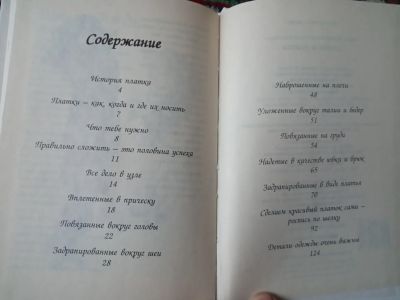 Содержание
История платка
4
Платки – как, когда и где их носить
7
Что тебе нужно
8
Правильно сложить – это половина успеха
11
Все дело в узле
14
Вплетенные в прическу
18
Повязанные вокруг головы
22
Задрапированные вокруг шеи
28
Наброшенные на плечи
48
Уложенные вокруг талии и бедер
51
Повязанные на груди
54
Надетые в качестве юбки и брюк
65
Задрапированные в виде платья
70
Сделаем красивый платок сами –
роспись по шелку
92
Детали одежды очень важны
124